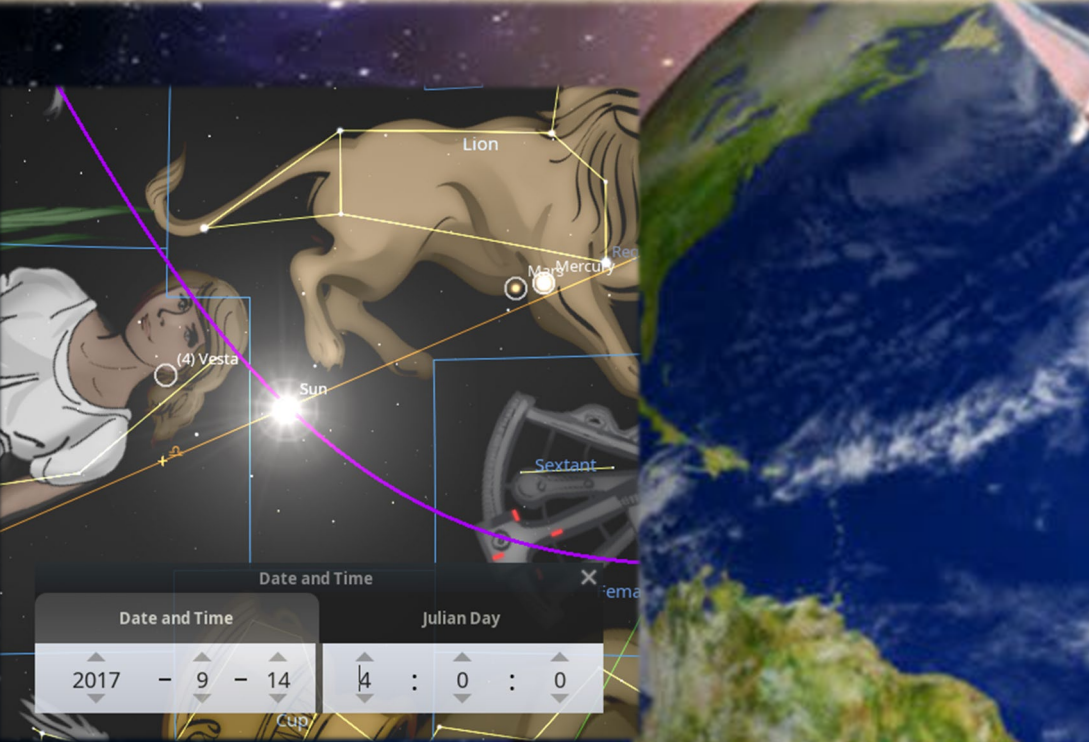 Lion
Reg
Mars
Mercury
(4) Vesta
Sun
♎
Sextant
Date and Time
Date and Time
Julian Day
2017 - 9 - 14 4 : 0 : 0
Cup